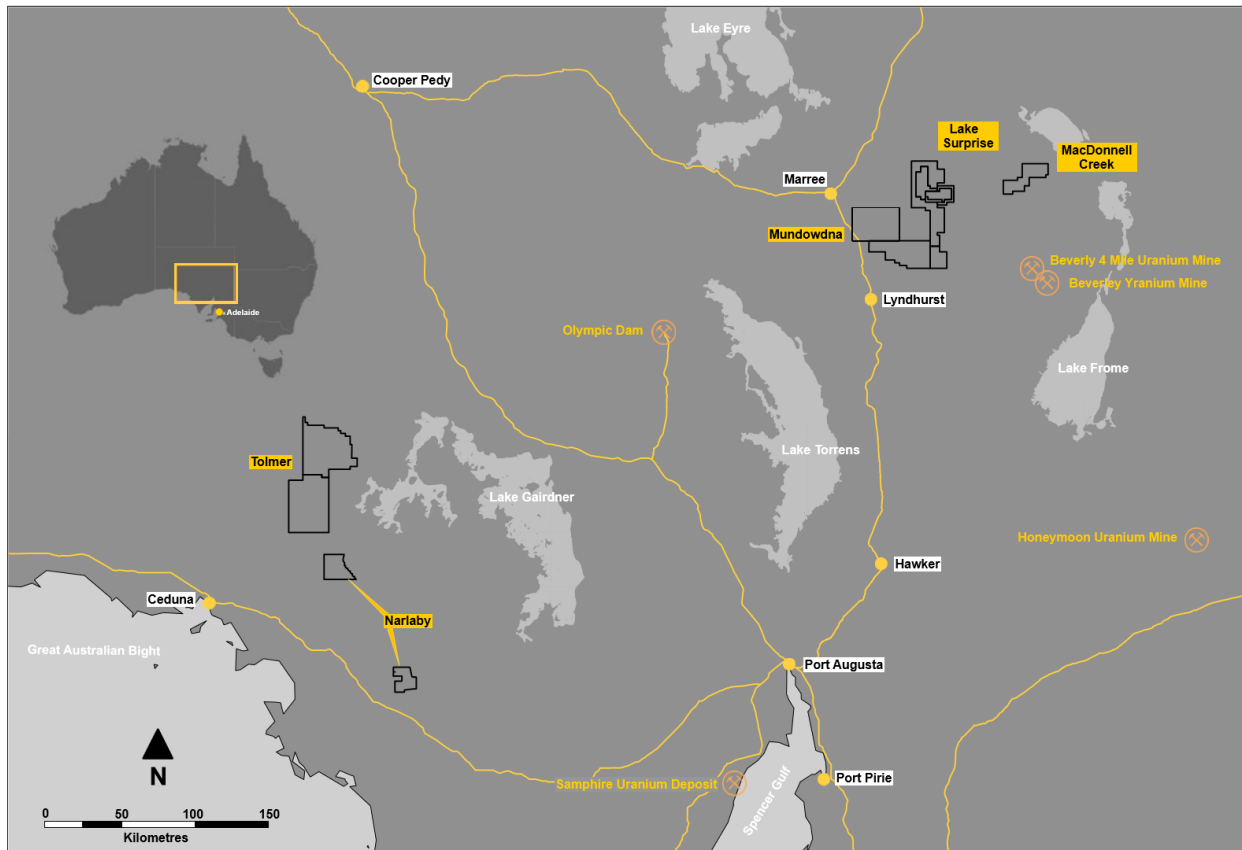 Lake Eyre
Cooper Pedy
Lake
Surprise
MacDonnell
Creek
Marree
Mundowdna
Beverly 4 Mile Uranium Mine
Beverley Yranium Mine
Lyndhurst
Adelaide
Olympic Dam
Lake Frome
Lake Torrens
Tolmer
Lake Gairdner
Honeymoon Uranium Mine
Hawker
Ceduna
Narlaby
Great Australian Bight
Port Augusta
N
Samphire Uranium Deposit
Port Pirie
Spencer Gulf
0 50 100 150
Kilometres